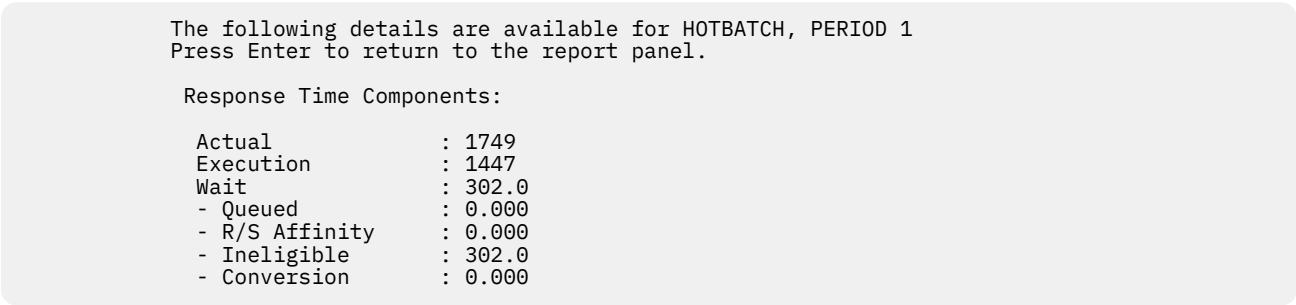 The following details are available for HOTBATCH, PERIOD 1
Press Enter to return to the report panel.
Response Time Components:
Actual : 1749
Execution : 1447
Wait : 302.0
- Queued : 0.000
- R/S Affinity : 0.000
- Ineligible : 302.0
- Conversion : 0.000